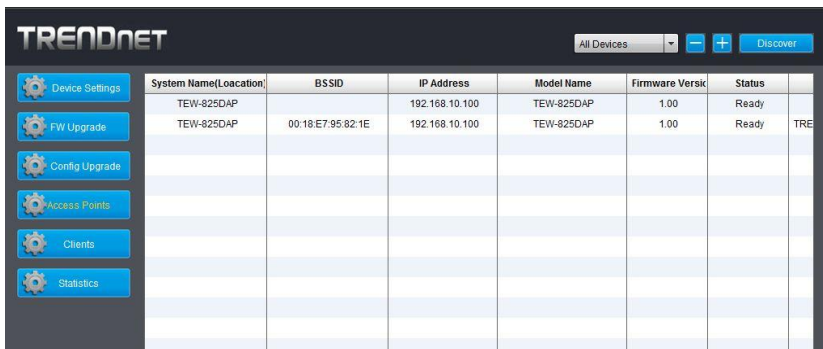 TRENDnET
All Devices
Discover
Device Settings
FW Upgrade
Config Upgrade
Access Points
Clients
Statistics
System Name(Loacation) BSSID IP Address Model Name Firmware Versic Status
TEW-825DAP 192.168.10.100 TEW-825DAP 1.00 Ready
TEW-825DAP 00:18:E7:95:82:1E 192.168.10.100 TEW-825DAP 1.00 Ready TRE